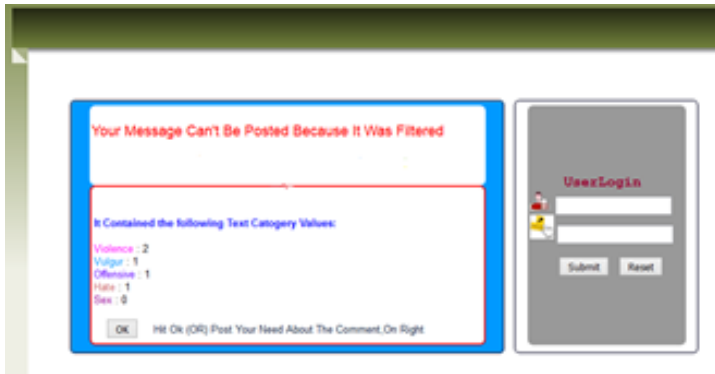 Your Message Can't Be Posted Because It Was Filtered
It Contained the following Text Catogery Values:
Violence : 2
Vulgur : 1
Offensive : 1
Hate : 1
Sex : 0
OK Hit Ok (OR) Post Your Need About The Comment,On Right
UserLogin
Submit Reset